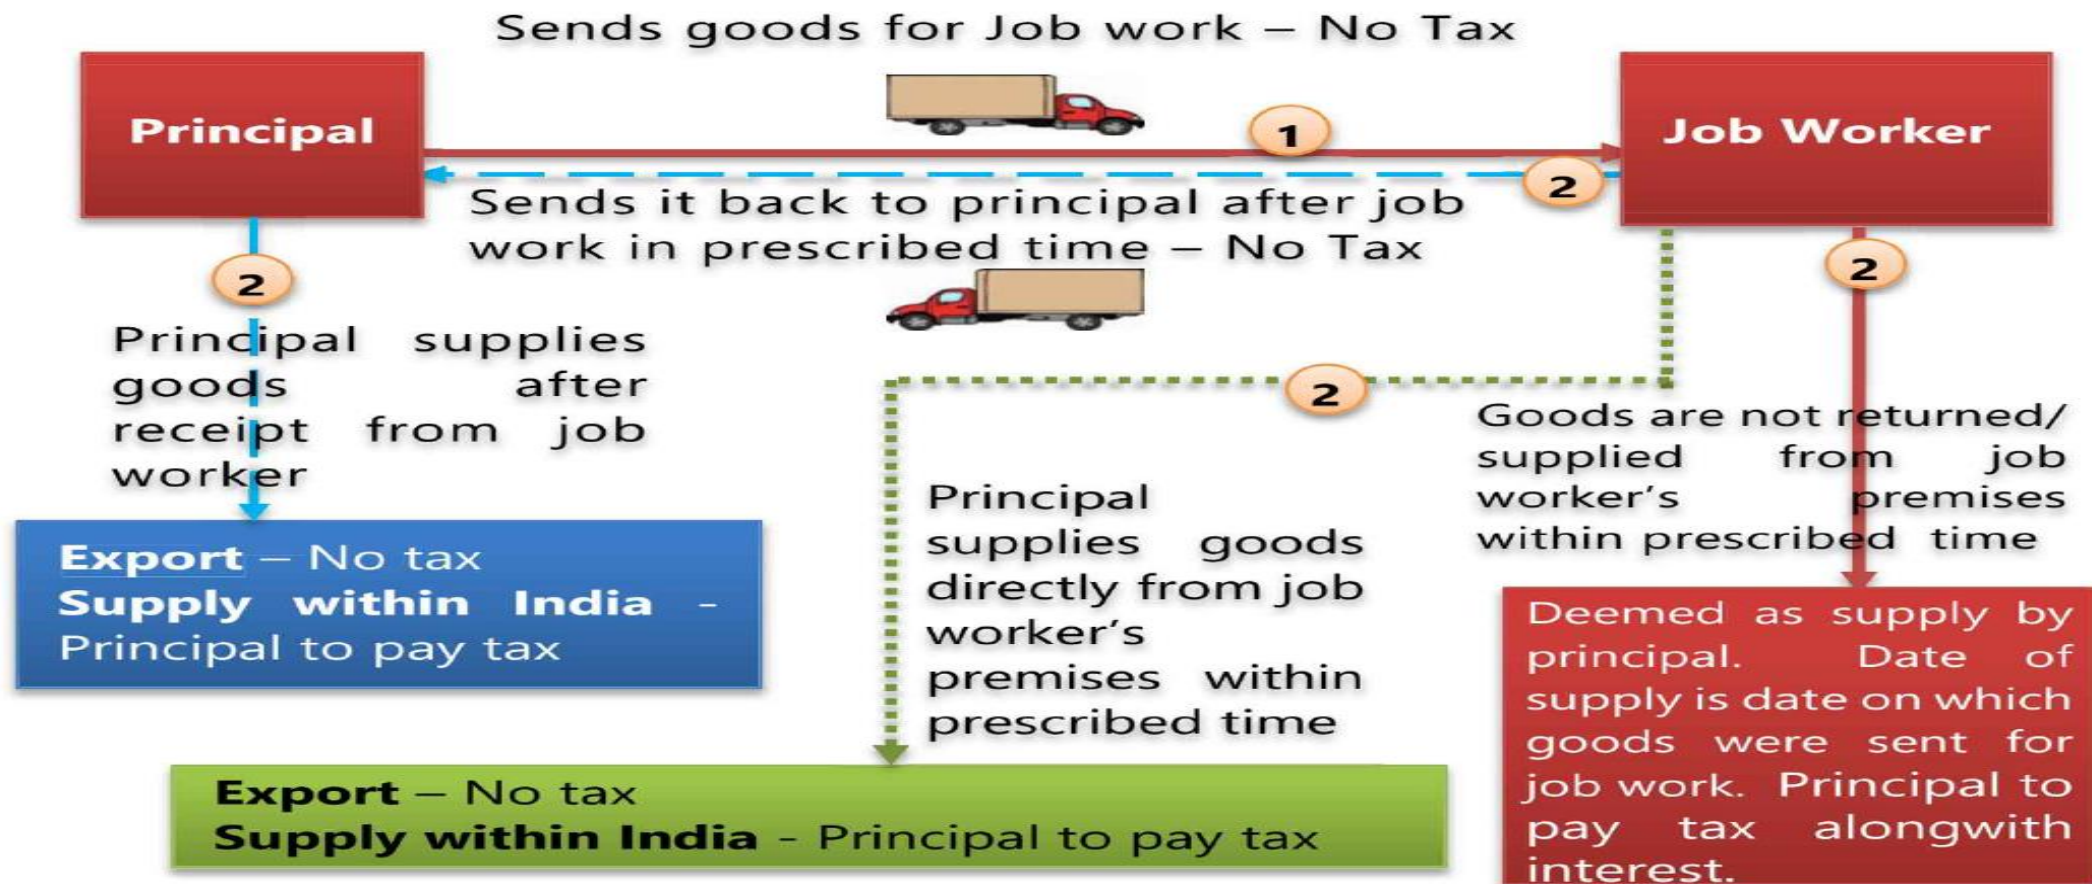 Sends goods for Job work – No Tax
Principal
1
Job Worker
2
Sends it back to principal after job
work in prescribed time – No Tax
2
Principal supplies
goods after
receipt from job
worker
Export – No tax
Supply within India -
Principal to pay tax
2
Principal
supplies goods
directly from job
worker’s
premises within
prescribed time
Export – No tax
Supply within India - Principal to pay tax
2
Goods are not returned/
supplied from job
worker’s premises
within prescribed time
Deemed as supply by
principal. Date of
supply is date on which
goods were sent for
job work. Principal to
pay tax alongwith
interest.